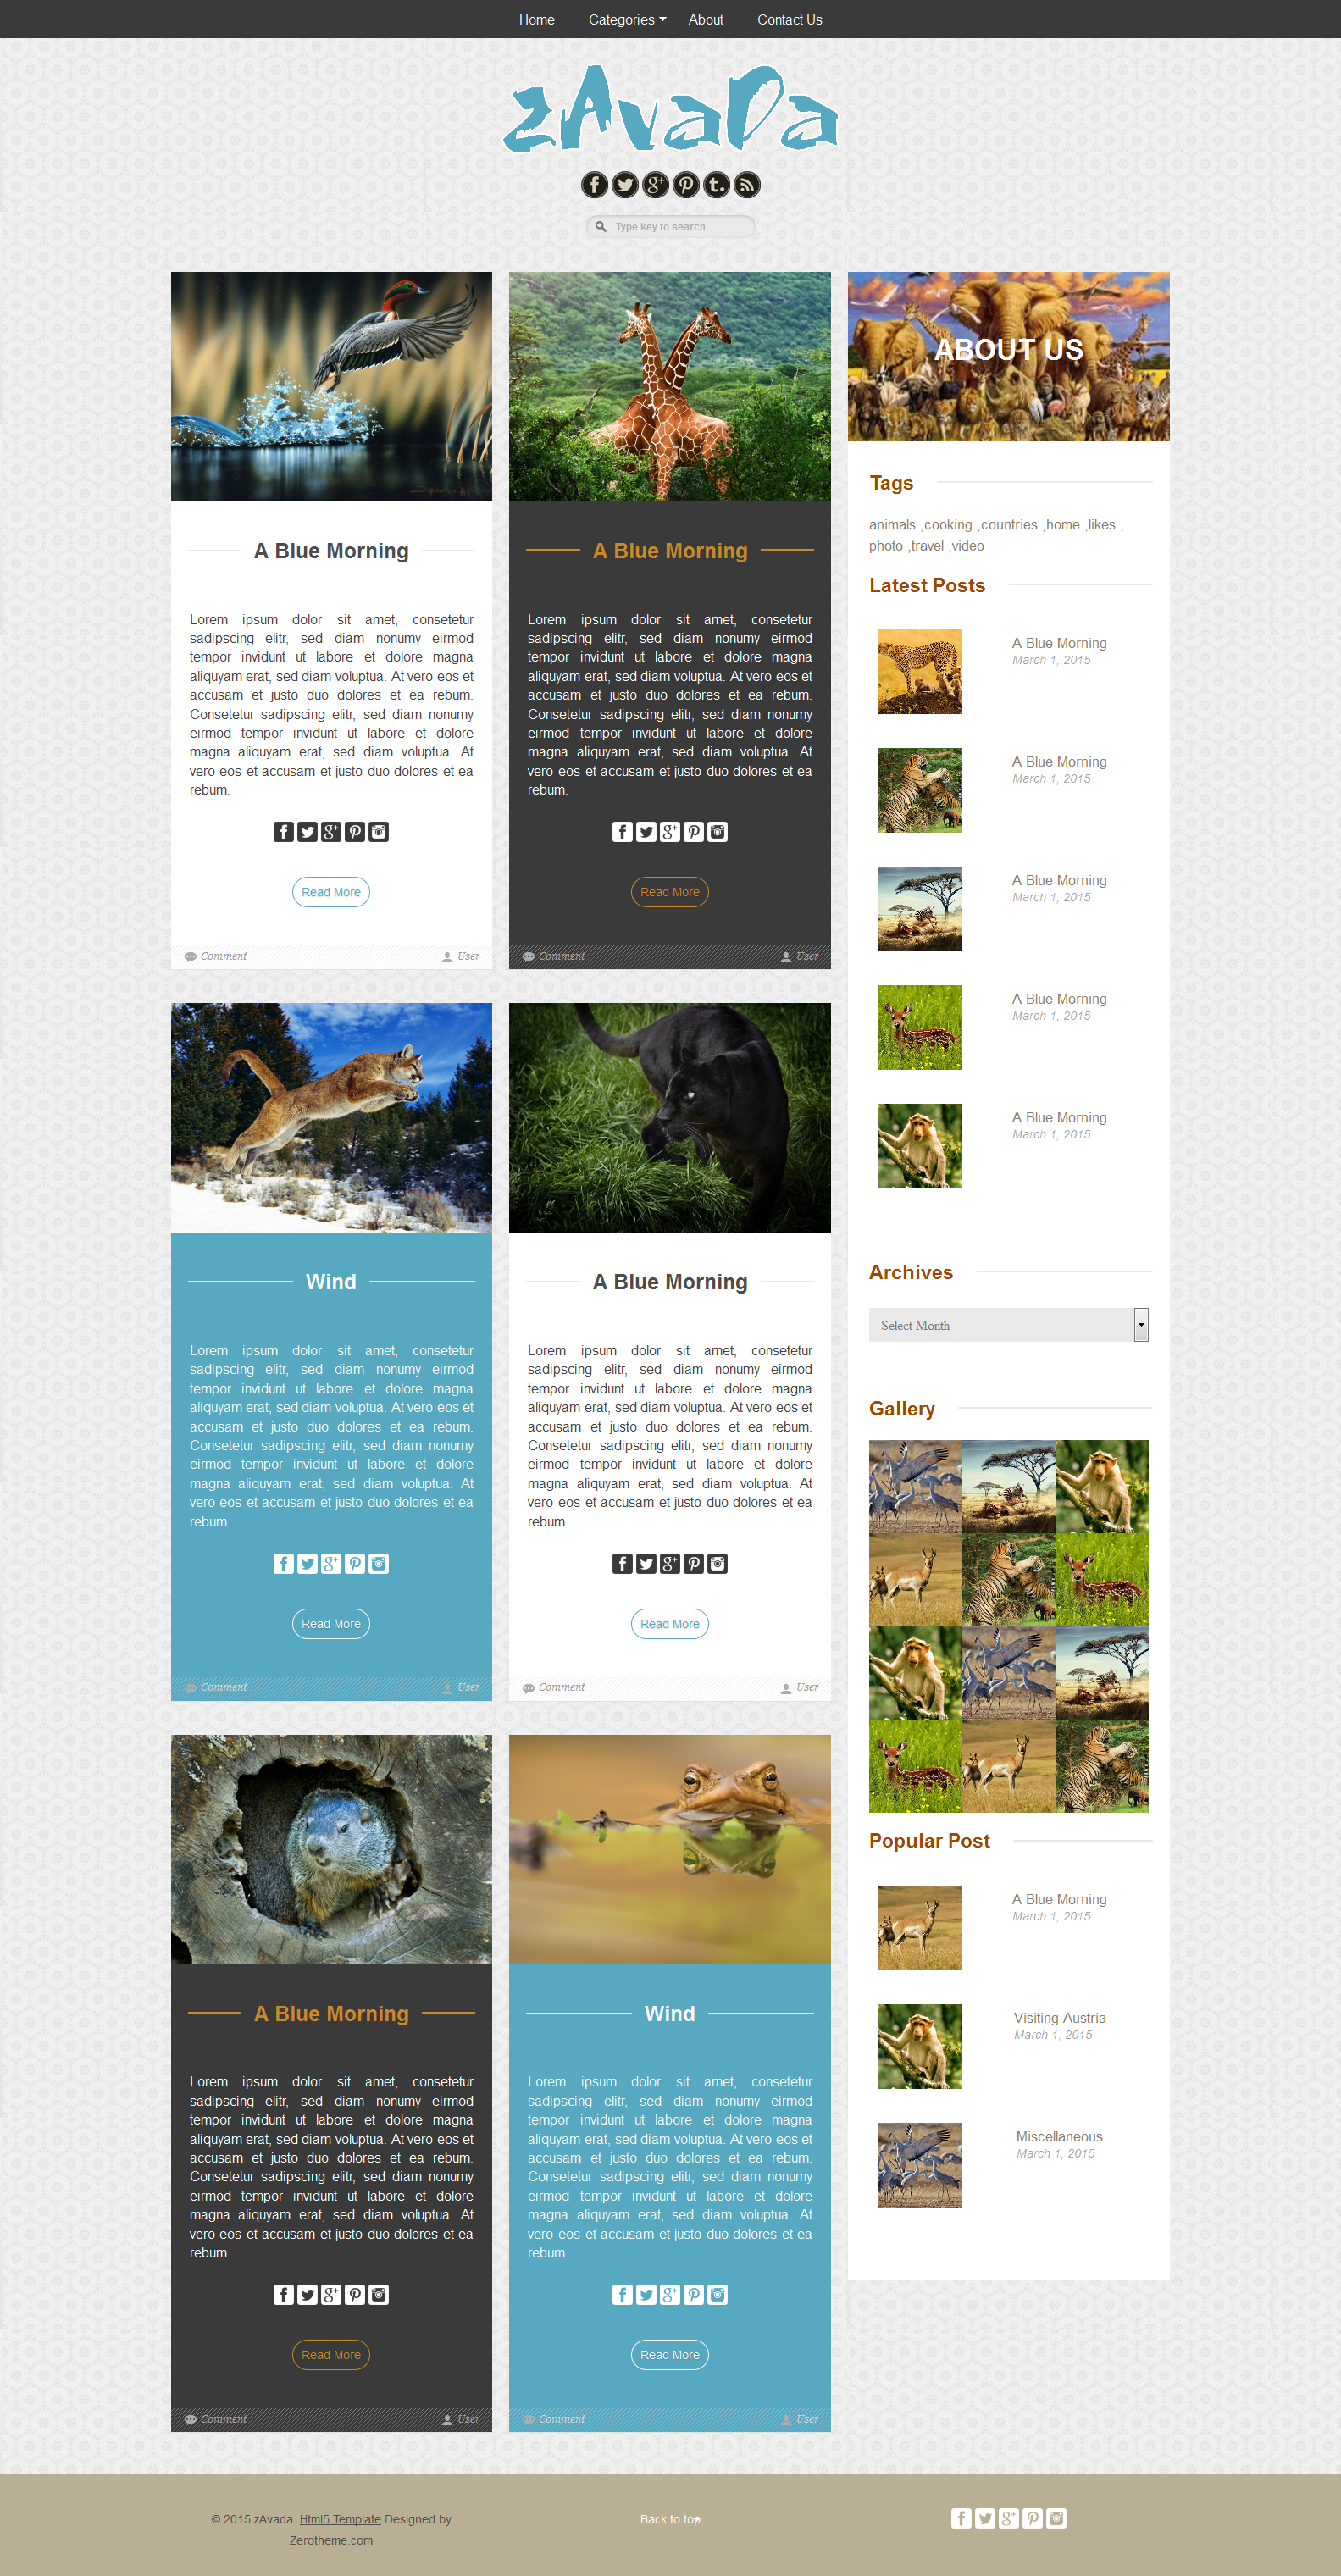 Home Categories About Contact Us
zAvaDa
Type key to search
A Blue Morning
Lorem ipsum dolor sit amet, consetetur
sadipscing elitr, sed diam nonumy eirmod
tempor invidunt ut labore et dolore magna
aliquyam erat, sed diam voluptua. At vero eos et
accusam et justo duo dolores et ea rebum.
Consetetur sadipscing elitr, sed diam nonumy
eirmod tempor invidunt ut labore et dolore
magna aliquyam erat, sed diam voluptua. At
vero eos et accusam et justo duo dolores et ea
rebum.
Read More
Comment User
A Blue Morning
Lorem ipsum dolor sit amet, consetetur
sadipscing elitr, sed diam nonumy eirmod
tempor invidunt ut labore et dolore magna
aliquyam erat, sed diam voluptua. At vero eos et
accusam et justo duo dolores et ea rebum.
Consetetur sadipscing elitr, sed diam nonumy
eirmod tempor invidunt ut labore et dolore
magna aliquyam erat, sed diam voluptua. At
vero eos et accusam et justo duo dolores et ea
rebum.
Read More
Comment User
Wind
Lorem ipsum dolor sit amet, consetetur
sadipscing elitr, sed diam nonumy eirmod
tempor invidunt ut labore et dolore magna
aliquyam erat, sed diam voluptua. At vero eos et
accusam et justo duo dolores et ea rebum.
Consetetur sadipscing elitr, sed diam nonumy
eirmod tempor invidunt ut labore et dolore
magna aliquyam erat, sed diam voluptua. At
vero eos et accusam et justo duo dolores et ea
rebum.
Read More
Comment User
A Blue Morning
Lorem ipsum dolor sit amet, consetetur
sadipscing elitr, sed diam nonumy eirmod
tempor invidunt ut labore et dolore magna
aliquyam erat, sed diam voluptua. At vero eos et
accusam et justo duo dolores et ea rebum.
Consetetur sadipscing elitr, sed diam nonumy
eirmod tempor invidunt ut labore et dolore
magna aliquyam erat, sed diam voluptua. At
vero eos et accusam et justo duo dolores et ea
rebum.
Read More
Comment User
A Blue Morning
Lorem ipsum dolor sit amet, consetetur
sadipscing elitr, sed diam nonumy eirmod
tempor invidunt ut labore et dolore magna
aliquyam erat, sed diam voluptua. At vero eos et
accusam et justo duo dolores et ea rebum.
Consetetur sadipscing elitr, sed diam nonumy
eirmod tempor invidunt ut labore et dolore
magna aliquyam erat, sed diam voluptua. At
vero eos et accusam et justo duo dolores et ea
rebum.
Read More
Comment User
Wind
Lorem ipsum dolor sit amet, consetetur
sadipscing elitr, sed diam nonumy eirmod
tempor invidunt ut labore et dolore magna
aliquyam erat, sed diam voluptua. At vero eos et
accusam et justo duo dolores et ea rebum.
Consetetur sadipscing elitr, sed diam nonumy
eirmod tempor invidunt ut labore et dolore
magna aliquyam erat, sed diam voluptua. At
vero eos et accusam et justo duo dolores et ea
rebum.
Read More
Comment User
ABOUT US
Tags
animals ,cooking ,countries ,home ,likes ,
photo ,travel ,video
Latest Posts
A Blue Morning
March 1, 2015
A Blue Morning
March 1, 2015
A Blue Morning
March 1, 2015
A Blue Morning
March 1, 2015
A Blue Morning
March 1, 2015
Archives
Select Month
Gallery
Popular Post
A Blue Morning
March 1, 2015
Visiting Austria
March 1, 2015
Miscellaneous
March 1, 2015
© 2015 zAvada. Html5 Template Designed by
Zerotheme.com
Back to top